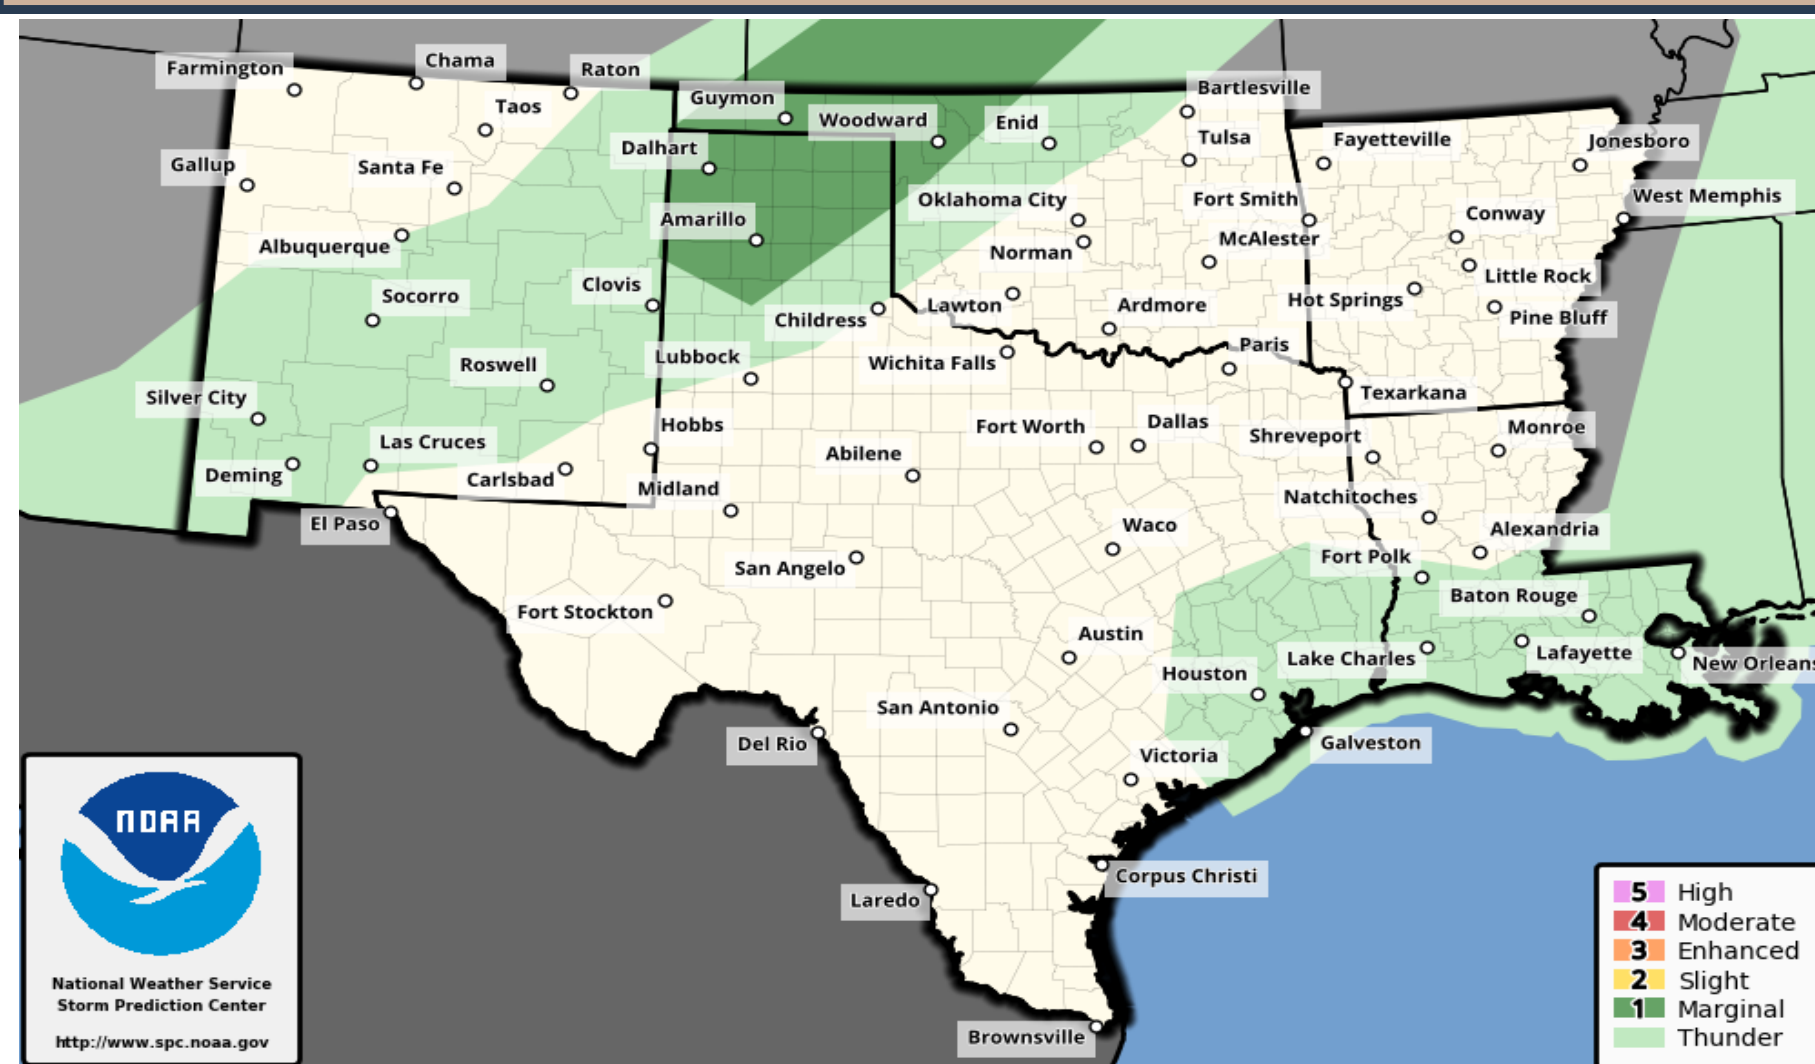 Farmington
Chama
Raton
Taos
Guymon
Woodward
Enid
Bartlesville
Tulsa
Fayetteville
Jonesboro
Gallup
Santa Fe
Dalhart
Oklahoma City
Fort Smith
West Memphis
Conway
Albuquerque
Amarillo
Norman
McAlester
Little Rock
Socorro
Clovis
Childress
Lawton
Ardmore
Hot Springs
Pine Bluff
Roswell
Lubbock
Wichita Falls
Paris
Texarkana
Silver City
Las Cruces
Hobbs
Fort Worth
Dallas
Shreveport
Monroe
Deming
Carlsbad
Midland
Abilene
Natchitoches
El Paso
Waco
Alexandria
San Angelo
Fort Polk
Fort Stockton
Baton Rouge
Austin
Lake Charles
Lafayette
New Orleans
Houston
San Antonio
Del Rio
Galveston
Victoria
Corpus Christi
Laredo
Brownsville
NOAA
National Weather Service
Storm Prediction Center
http://www.spc.noaa.gov
5 High
4 Moderate
3 Enhanced
2 Slight
1 Marginal
Thunder